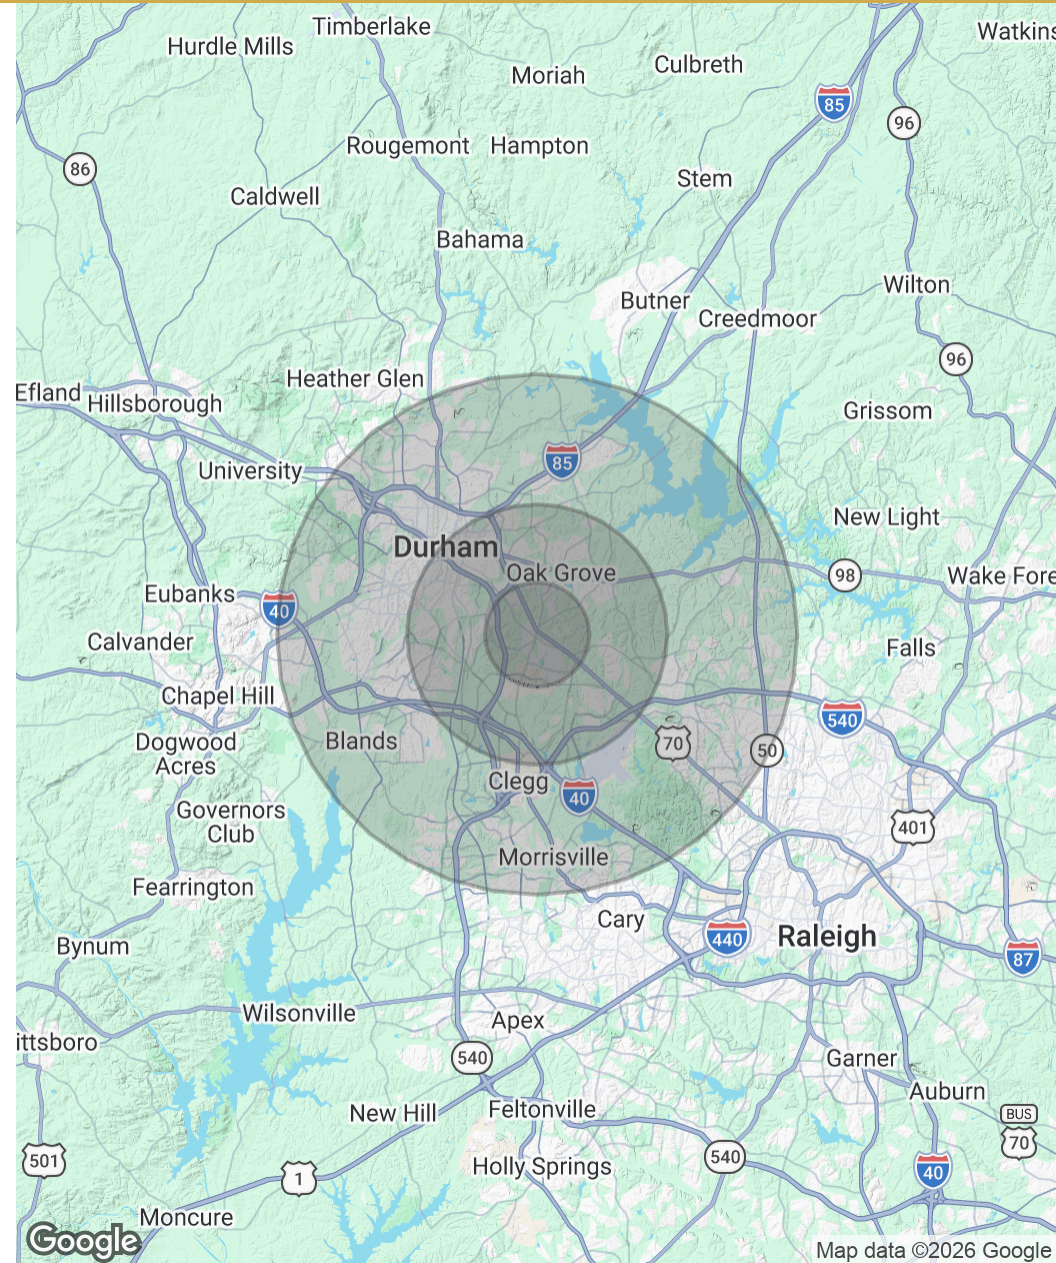 Timberlake
Watkins
Hurdle Mills
Culbreth
Moriah
85
96
Rougemont
Hampton
86
Stem
Caldwell
Bahama
Wilton
Butner
Creedmoor
96
Heather Glen
Efland
Hillsborough
Grissom
85
University
New Light
Durham
Oak Grove
98
Wake Fore
Eubanks
40
Calvander
Falls
Chapel Hill
540
Dogwood
Acres
Blands
70
50
Clegg
40
Governors
Club
401
Morrisville
Fearrington
Cary
440
Raleigh
Bynum
87
Wilsonville
Apex
ittsboro
540
Garner
Auburn
New Hill
Feltonville
BUS
70
501
540
Holly Springs
1
40
Moncure
Google
Map data ©2026 Google